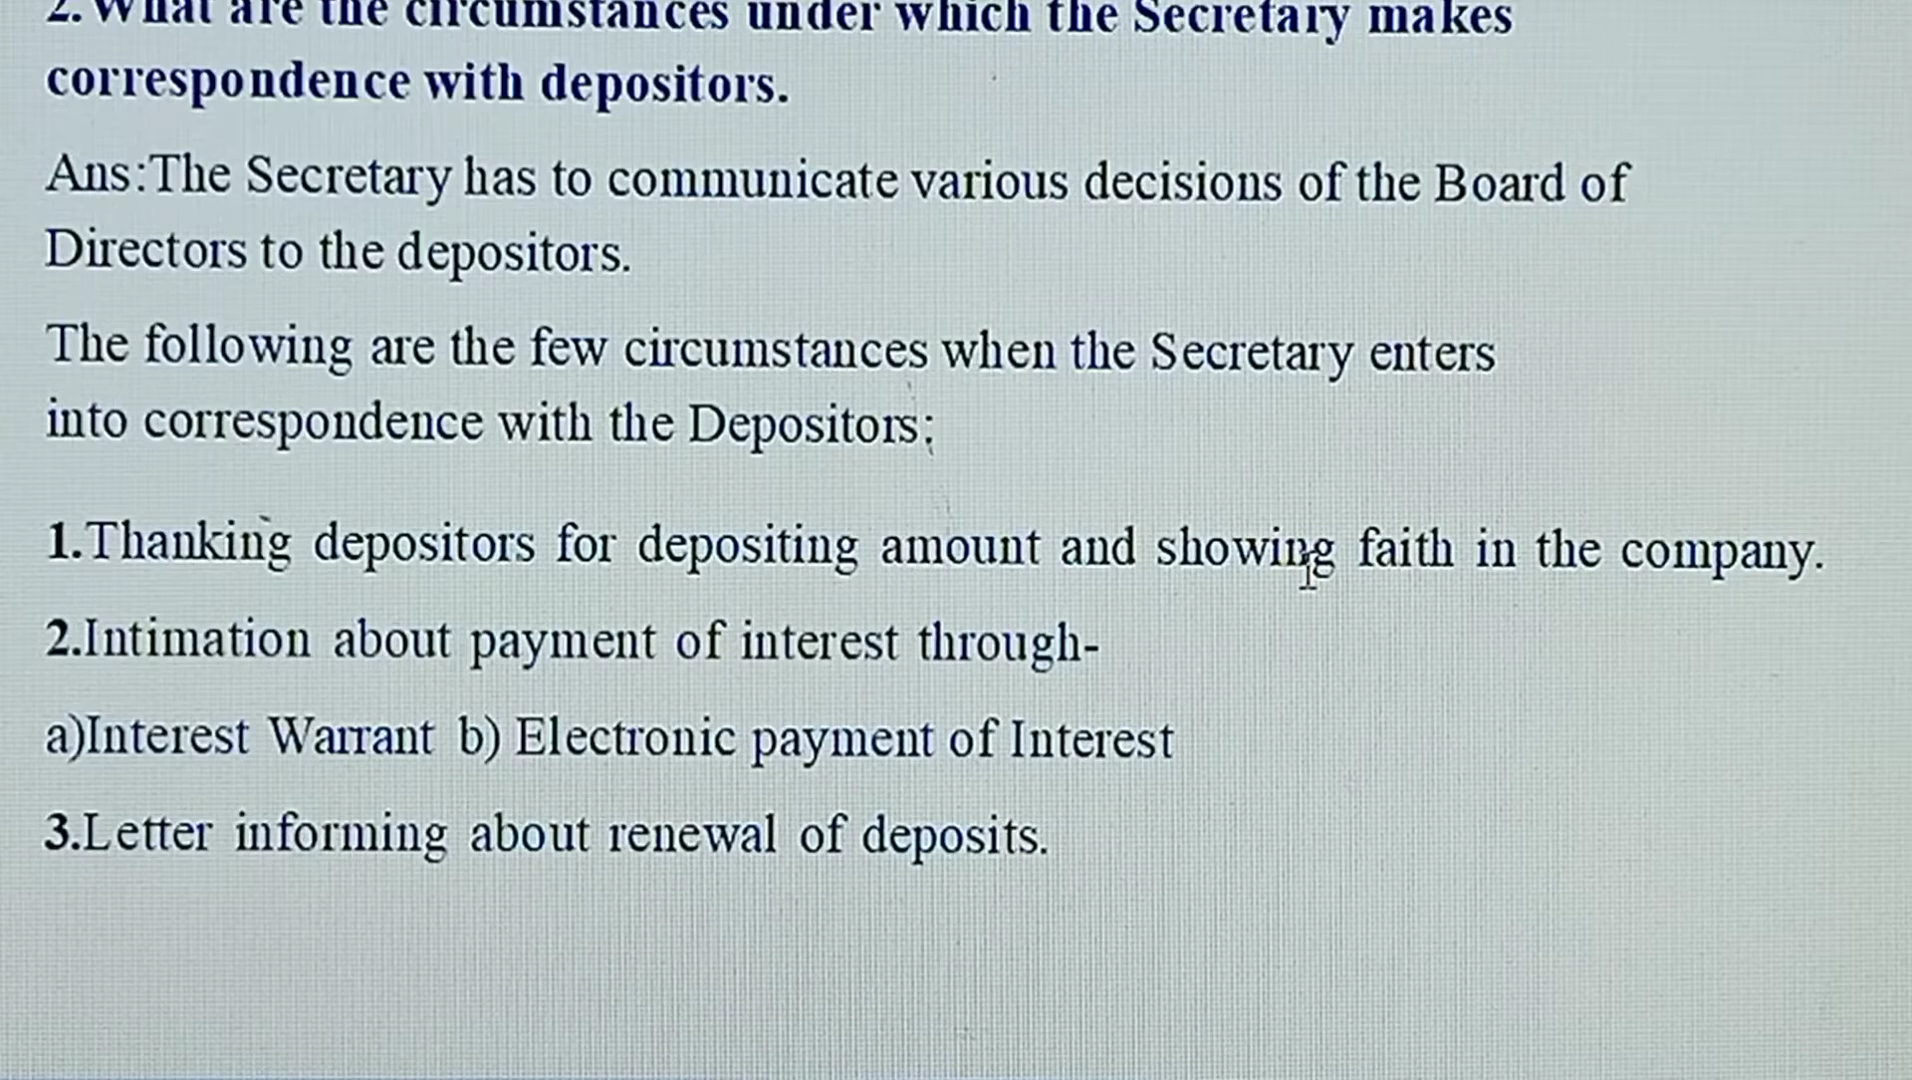 2. What are the circumstances under which the Secretary makes
correspondence with depositors.
Ans:The Secretary has to communicate various decisions of the Board of
Directors to the depositors.
The following are the few circumstances when the Secretary enters
into correspondence with the Depositors;
1.Thanking depositors for depositing amount and showing faith in the company.
2.Intimation about payment of interest through-
a)Interest Warrant b) Electronic payment of Interest
3.Letter informing about renewal of deposits.